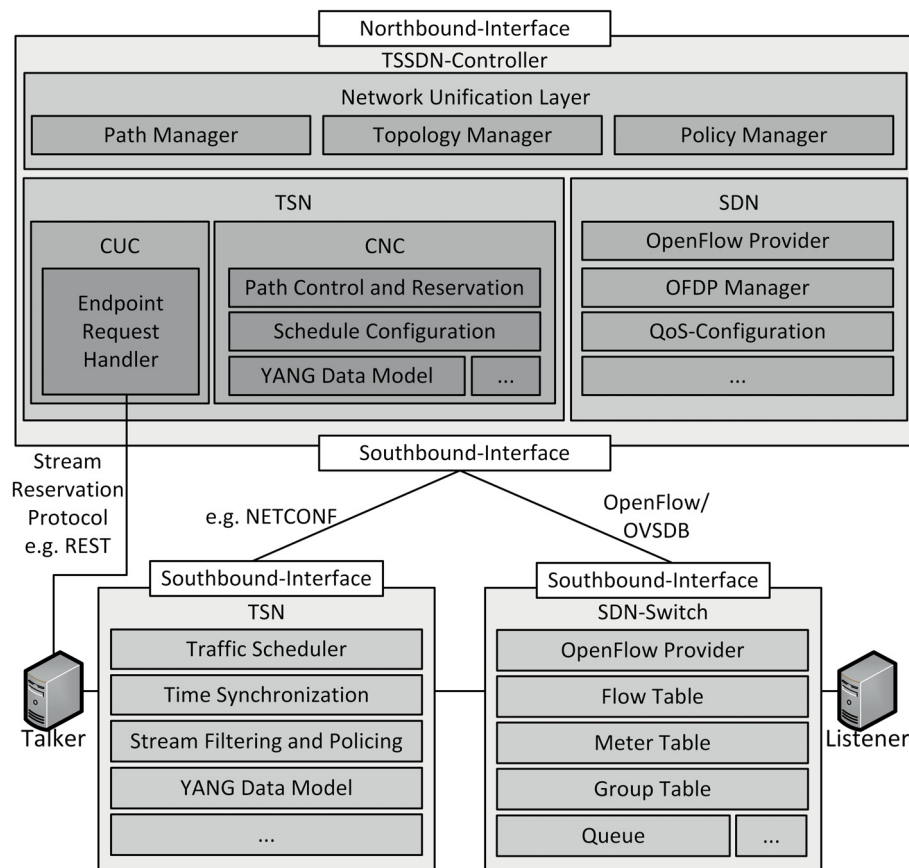 Northbound-Interface
TSSDN-Controller
Network Unification Layer
Path Manager
Topology Manager
Policy Manager
TSN
CUC
Endpoint
Request
Handler
CNC
Path Control and Reservation
Schedule Configuration
YANG Data Model
...
SDN
OpenFlow Provider
OFDP Manager
QoS-Configuration
...
Southbound-Interface
Stream
Reservation
Protocol
e.g. REST
e.g. NETCONF
OpenFlow/
OVSDB
Southbound-Interface
TSN
Traffic Scheduler
Time Synchronization
Stream Filtering and Policing
YANG Data Model
...
Southbound-Interface
SDN-Switch
OpenFlow Provider
Flow Table
Meter Table
Group Table
Queue
...
Talker
Listener